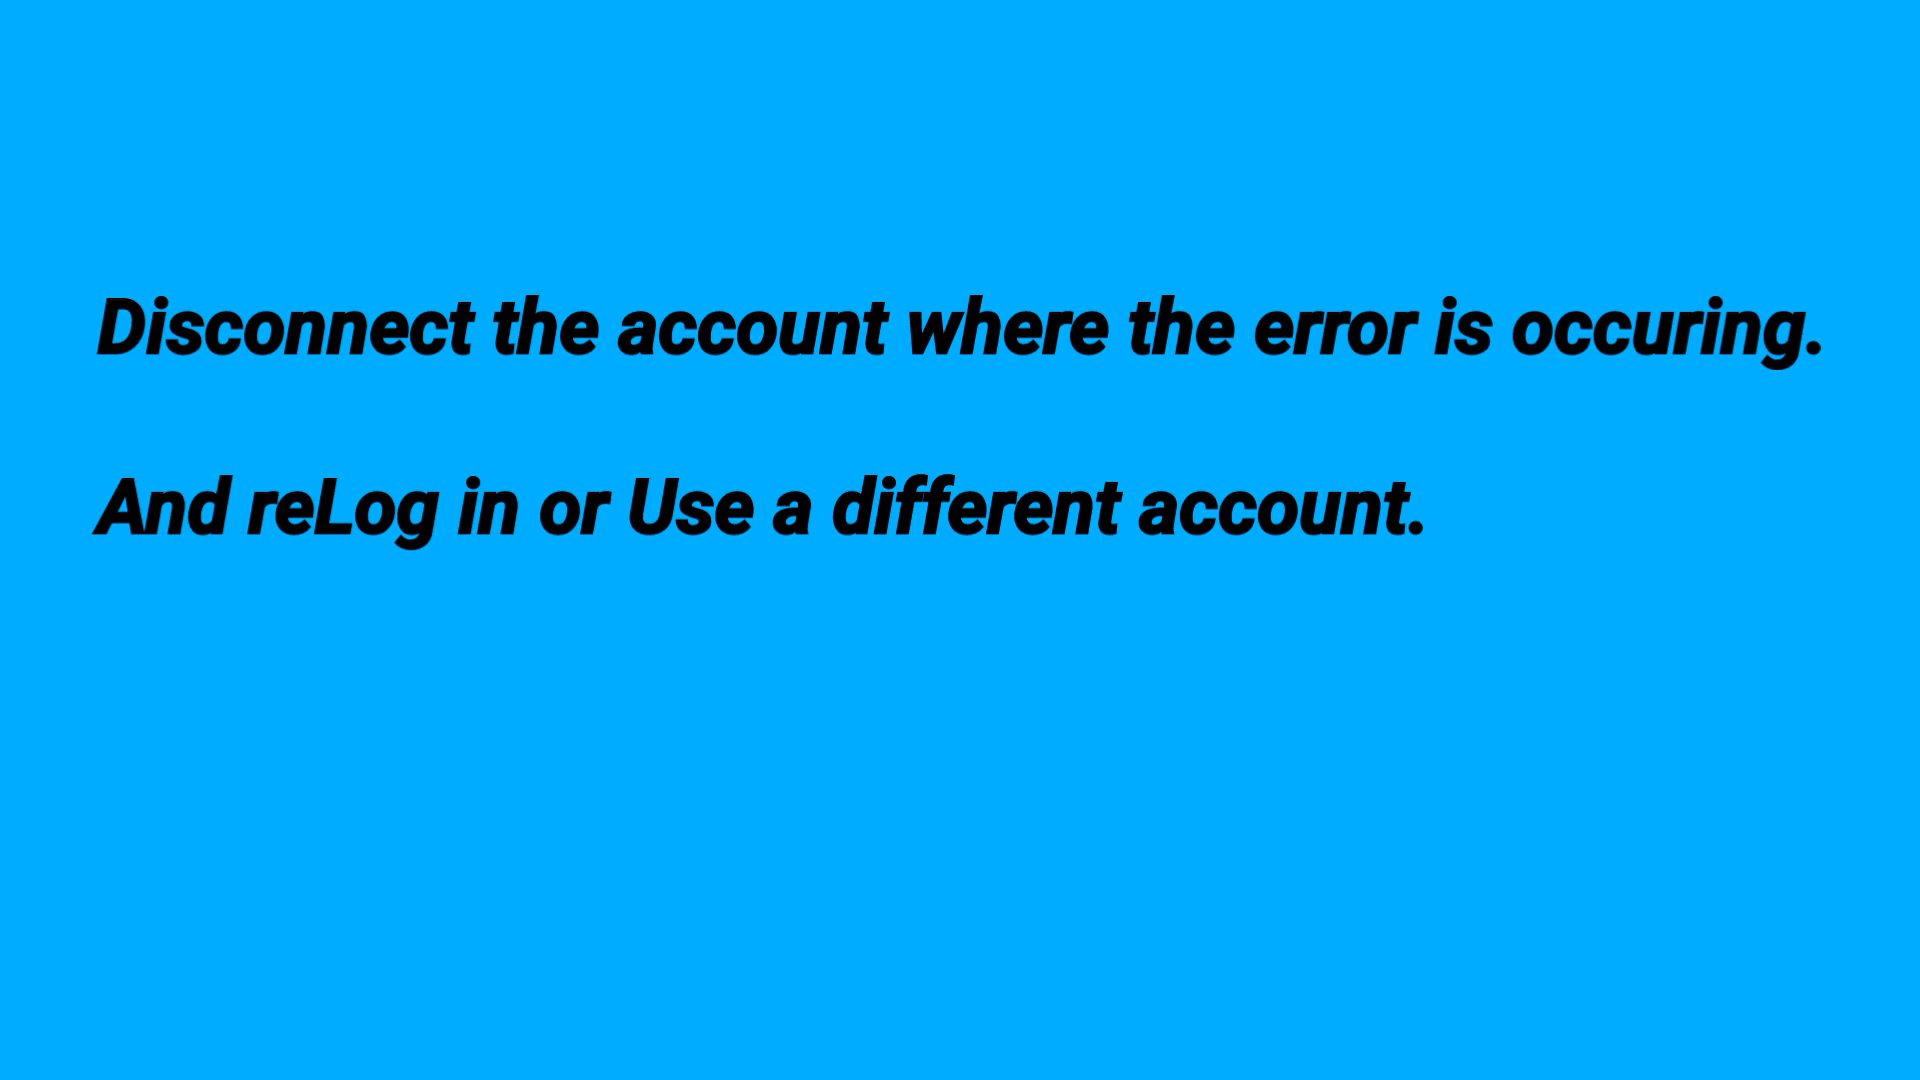 Disconnect the account where the error is occuring.
And reLog in or Use a different account.